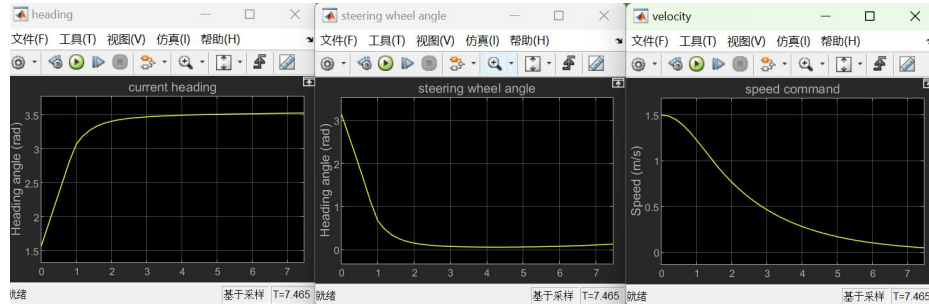 heading
文件(F) 工具(T) 视图(V) 仿真(I) 帮助(H)
current heading
Heading angle (rad)
3.5
3
2.5
2
1.5
0 1 2 3 4 5 6 7
就绪 基于采样 T=7.465
steering wheel angle
文件(F) 工具(T) 视图(V) 仿真(I) 帮助(H)
steering wheel angle
Heading angle (rad)
3
2
1
0
0 1 2 3 4 5 6 7
就绪 基于采样 T=7.465
velocity
文件(F) 工具(T) 视图(V) 仿真(I) 帮助(H)
speed command
Speed (m/s)
1.5
1
0.5
0
0 1 2 3 4 5 6 7
就绪 基于采样 T=7.465